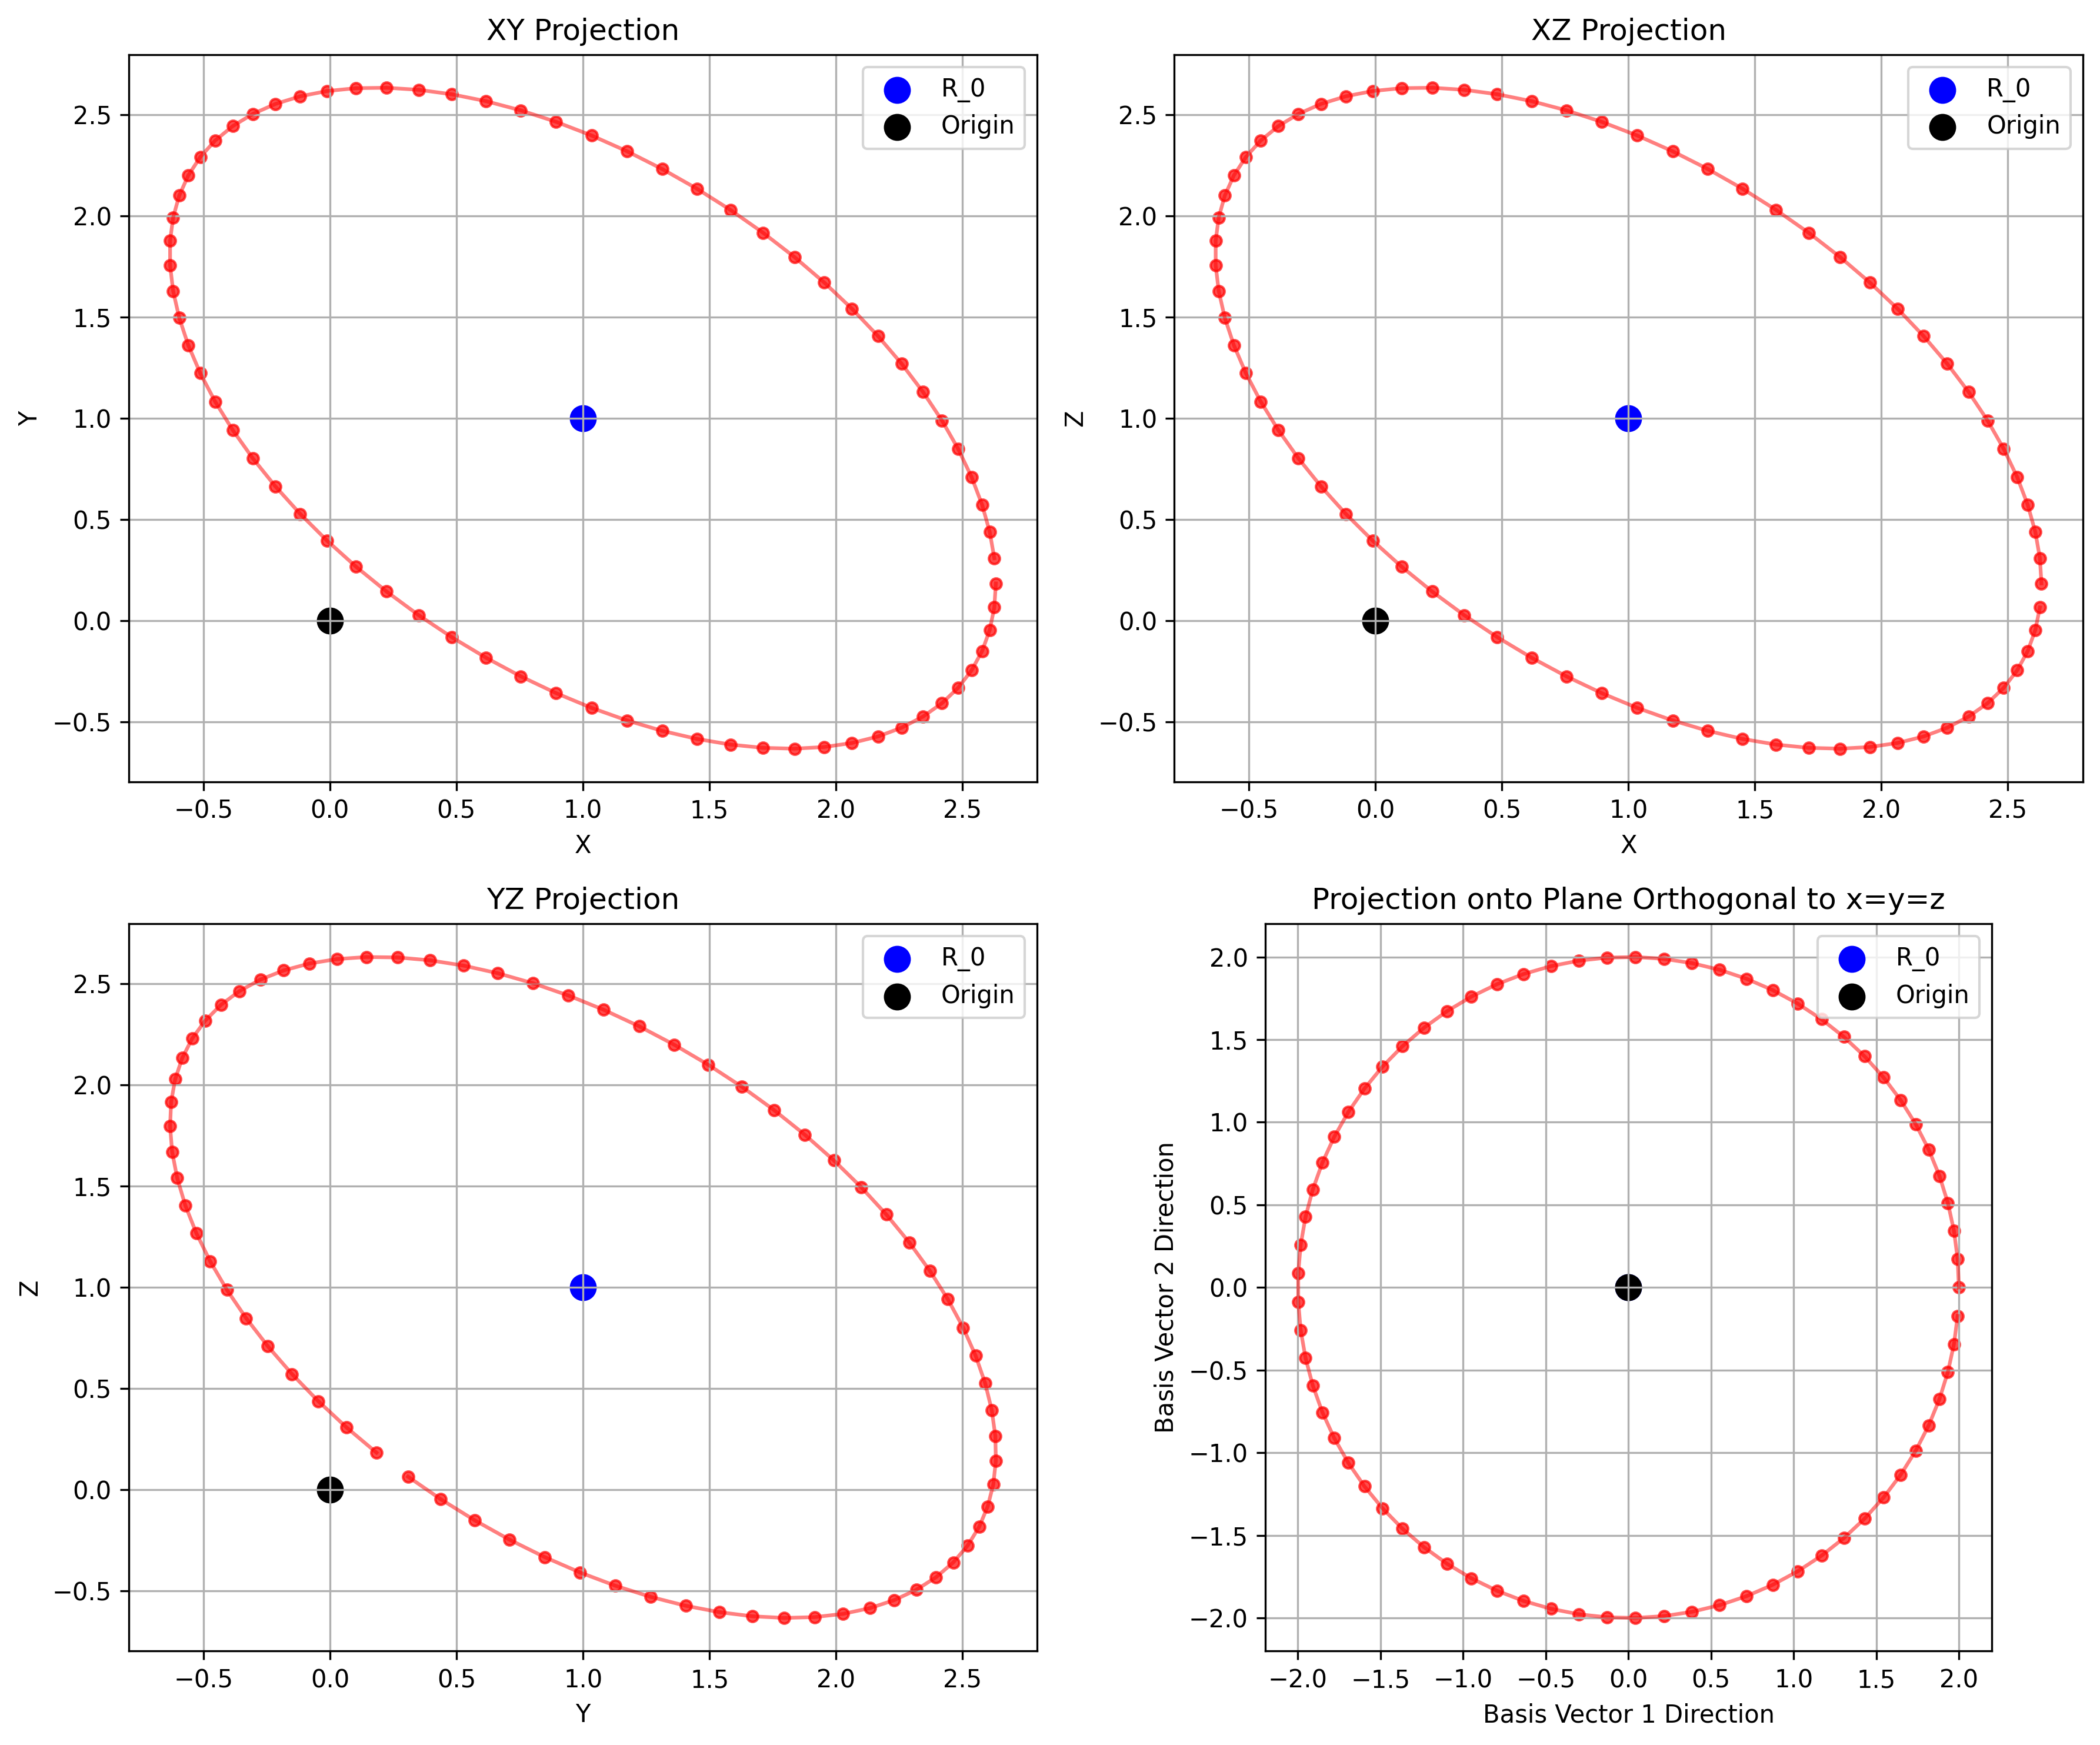 XY Projection
R_0
Origin
2.5
2.0
1.5
1.0
0.5
0.0
−0.5
Y
−0.5 0.0 0.5 1.0 1.5 2.0 2.5
X
XZ Projection
R_0
Origin
2.5
2.0
1.5
1.0
0.5
0.0
−0.5
Z
−0.5 0.0 0.5 1.0 1.5 2.0 2.5
X
YZ Projection
R_0
Origin
2.5
2.0
1.5
1.0
0.5
0.0
−0.5
Z
−0.5 0.0 0.5 1.0 1.5 2.0 2.5
Y
Projection onto Plane Orthogonal to x=y=z
R_0
Origin
2.0
1.5
1.0
0.5
0.0
−0.5
−1.0
−1.5
−2.0
Basis Vector 2 Direction
−2.0 −1.5 −1.0 −0.5 0.0 0.5 1.0 1.5 2.0
Basis Vector 1 Direction